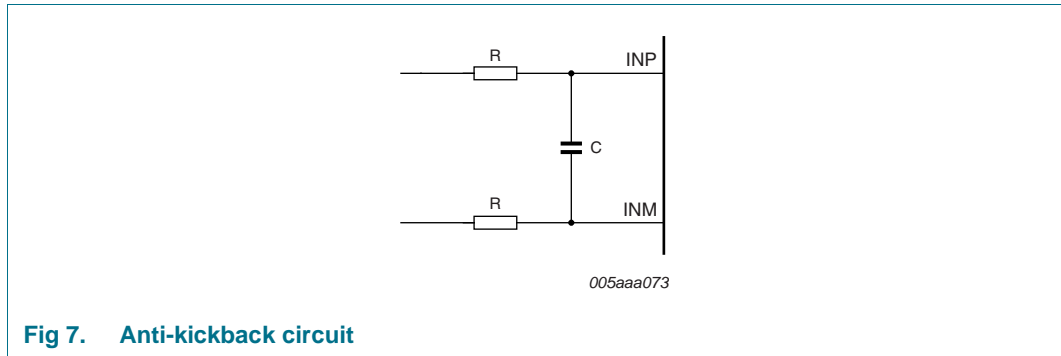 R
INP
C
R
INM
005aaa073
Fig 7. Anti-kickback circuit